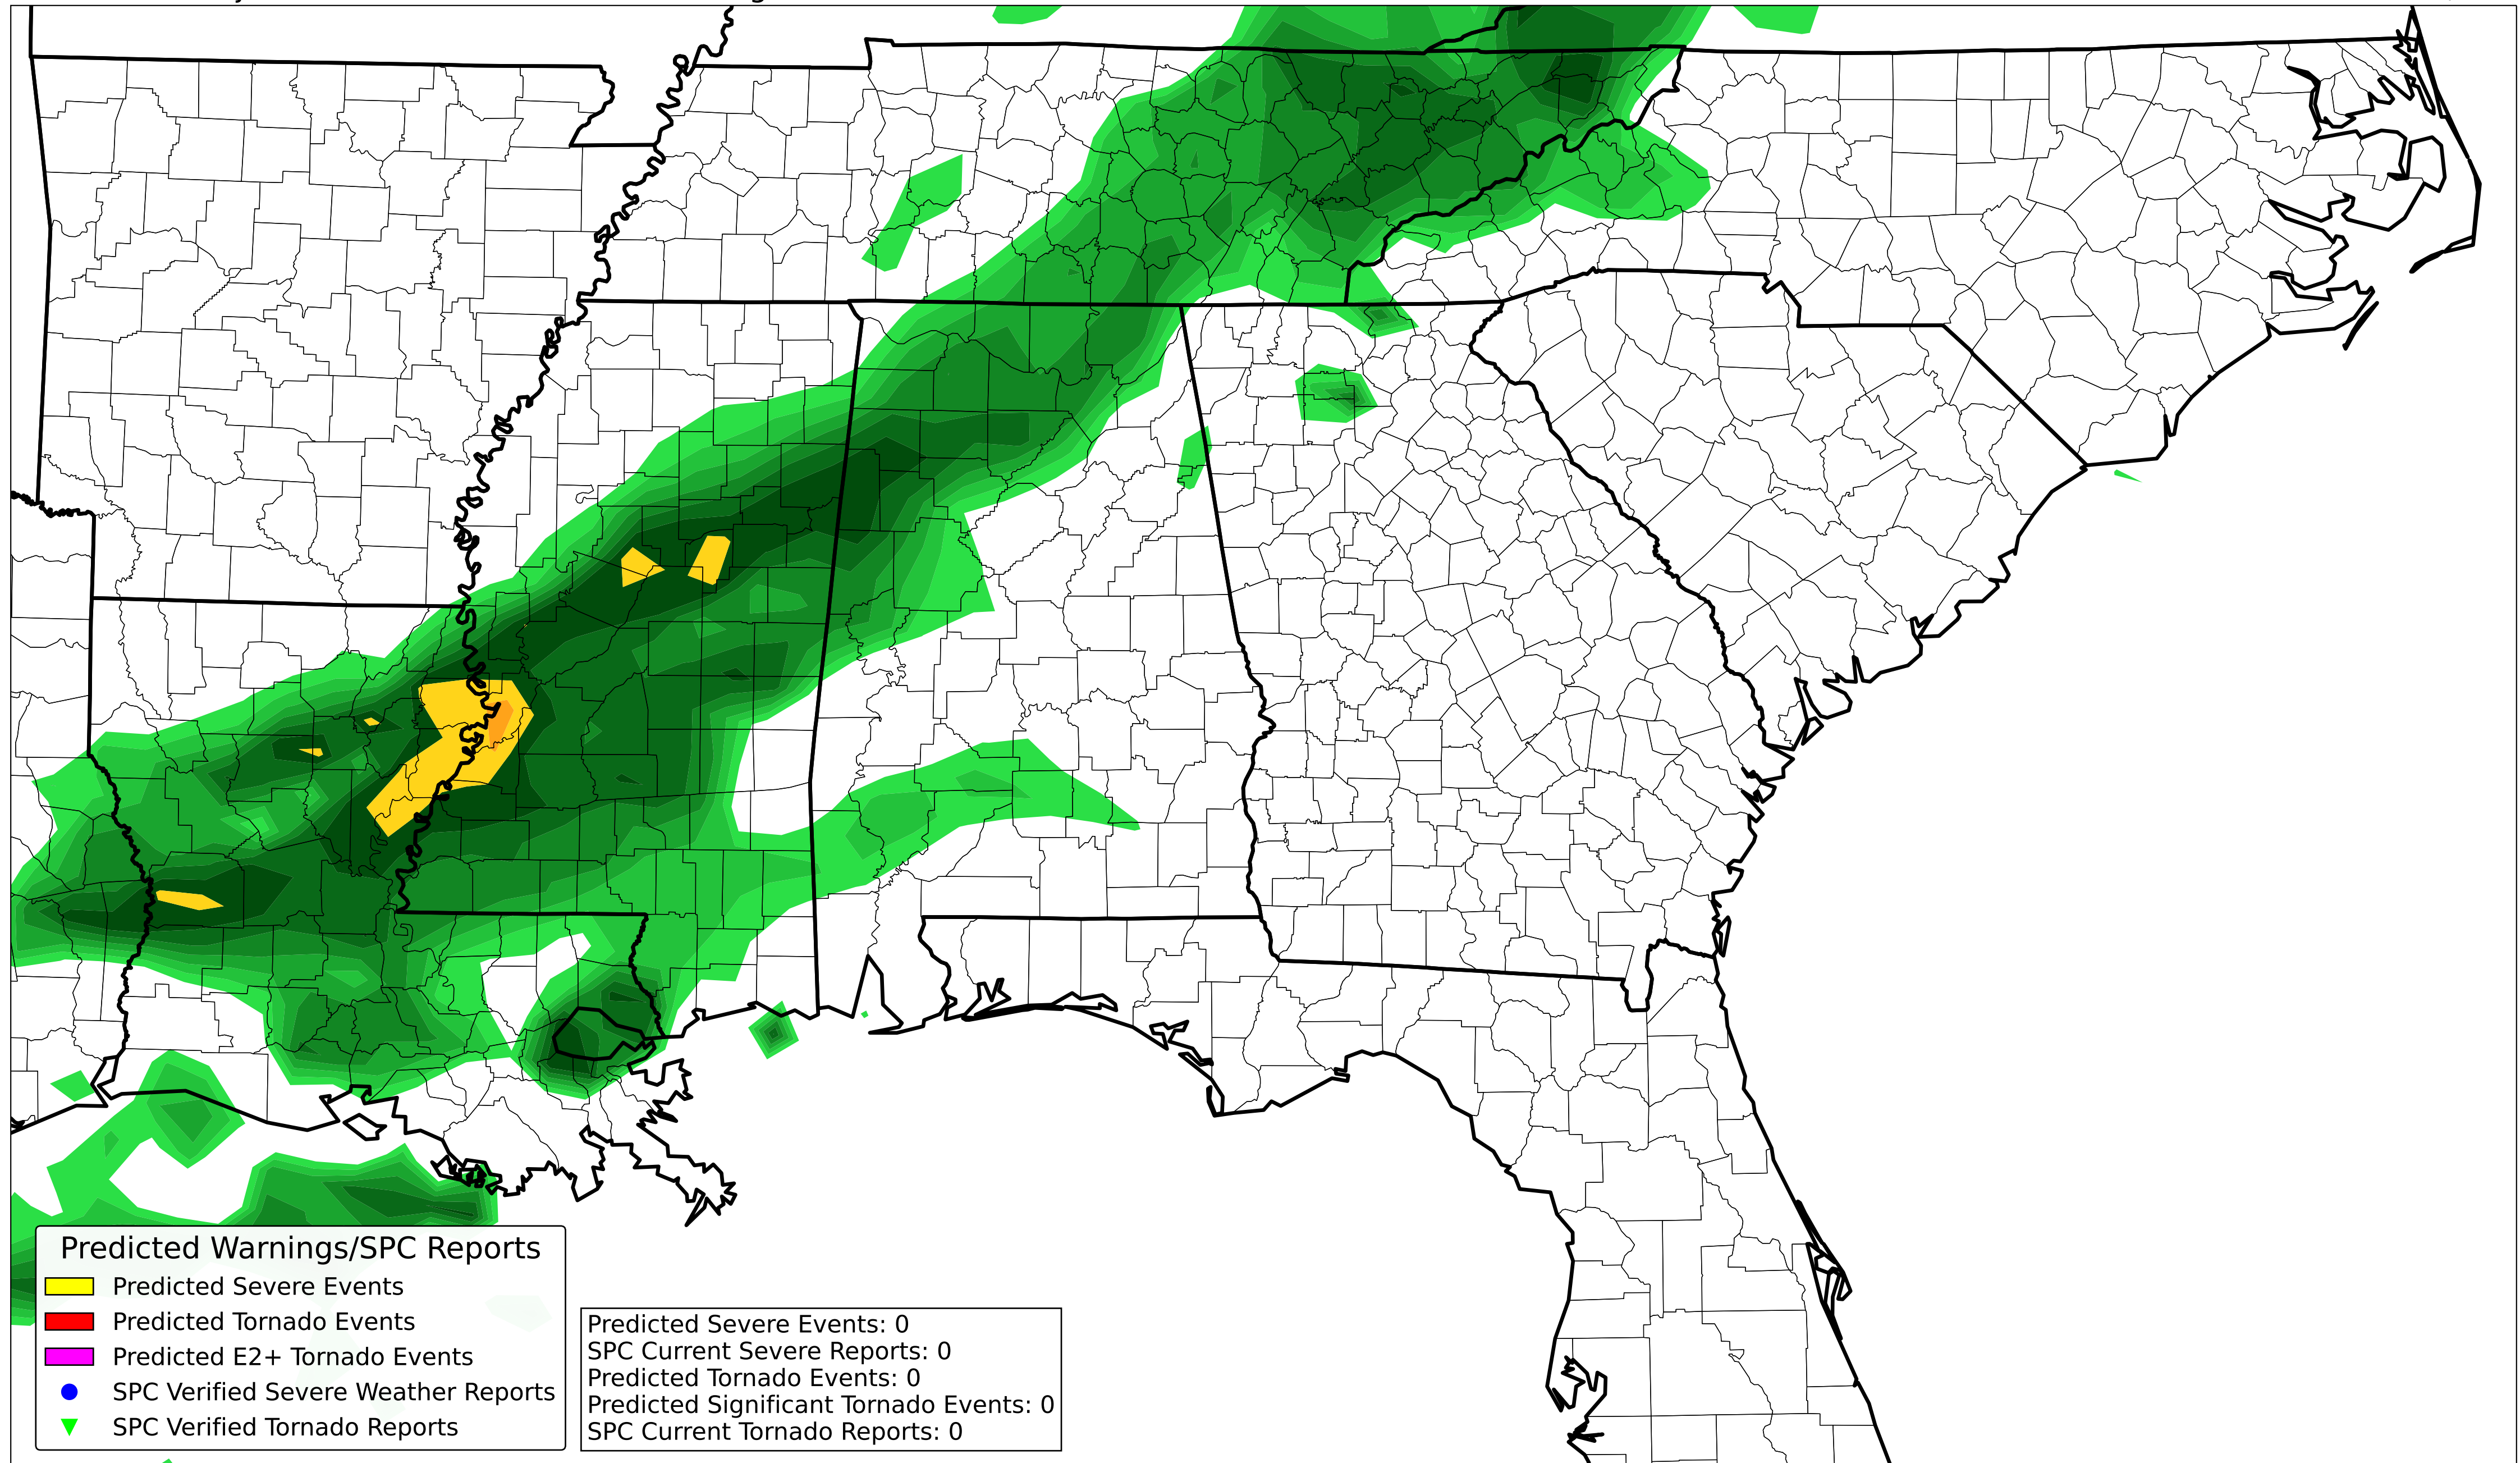 Predicted Warnings/SPC Reports
Predicted Severe Events
Predicted Tornado Events
Predicted E2+ Tornado Events
SPC Verified Severe Weather Reports
SPC Verified Tornado Reports
Predicted Severe Events: 0
SPC Current Severe Reports: 0
Predicted Tornado Events: 0
Predicted Significant Tornado Events: 0
SPC Current Tornado Reports: 0